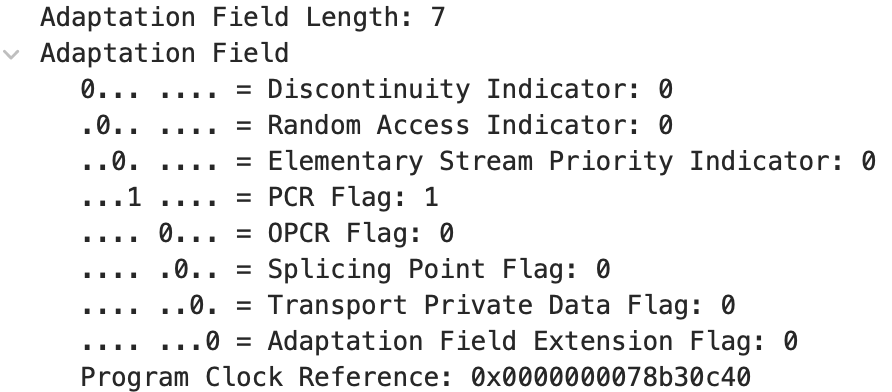 Adaptation Field Length: 7
Adaptation Field
0... .... = Discontinuity Indicator: 0
.0.. .... = Random Access Indicator: 0
..0. .... = Elementary Stream Priority Indicator: 0
...1 .... = PCR Flag: 1
.... 0... = OPCR Flag: 0
.... .0.. = Splicing Point Flag: 0
.... ..0. = Transport Private Data Flag: 0
.... ...0 = Adaptation Field Extension Flag: 0
Program Clock Reference: 0x0000000078b30c40